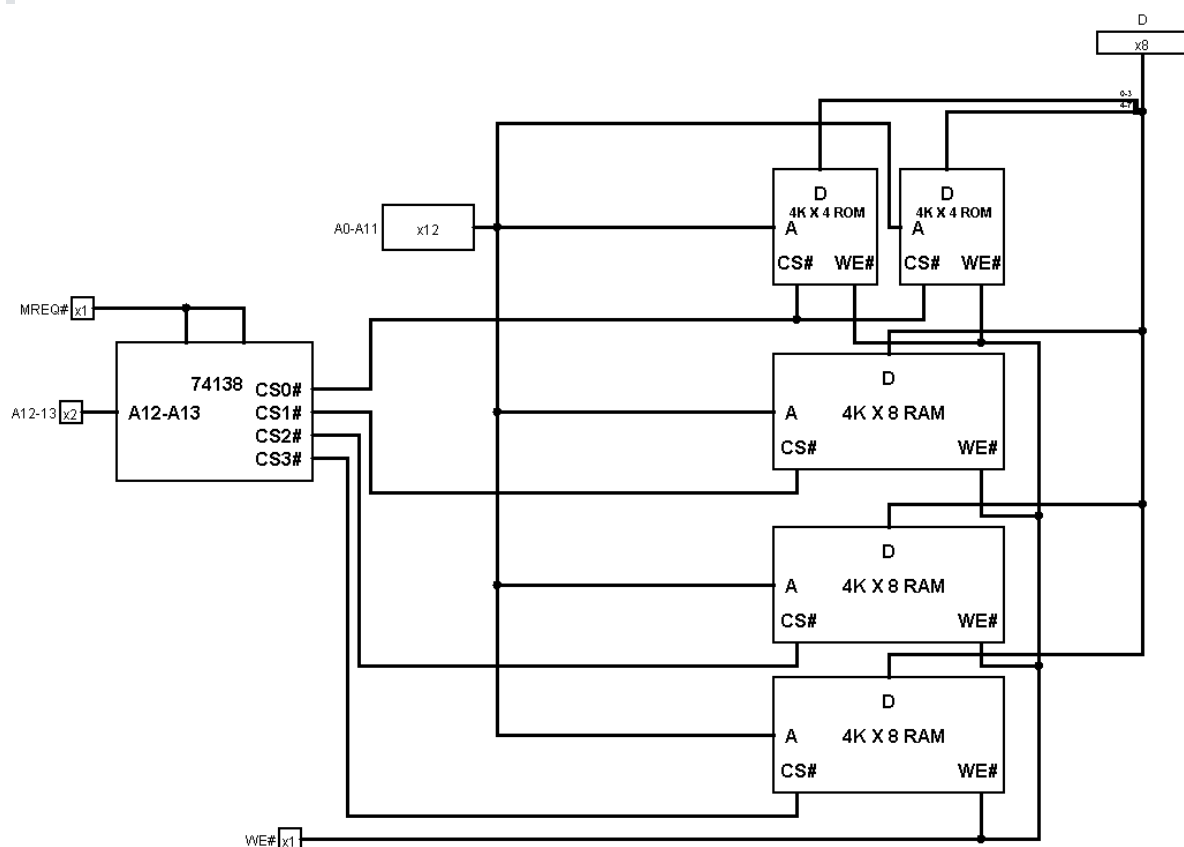 D
x8
0-3
4-7
D
D
4K X 4 ROM
4K X 4 ROM
A0-A11
x12
A
A
CS#
WE#
CS#
WE#
MREQ#
x1
74138
CS0#
D
A12-13
x2
A12-A13
CS1#
A
4K X 8 RAM
CS2#
CS3#
CS#
WE#
D
A
4K X 8 RAM
CS#
WE#
D
A
4K X 8 RAM
CS#
WE#
WE#
x1